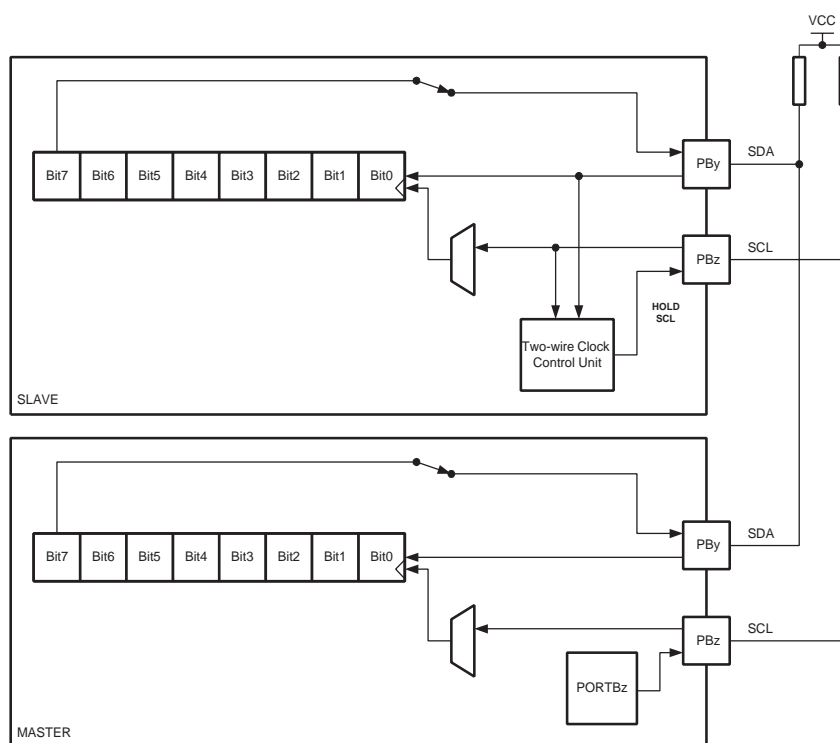 VCC
Bit7 Bit6 Bit5 Bit4 Bit3 Bit2 Bit1 Bit0
PBy
SDA
PBz
SCL
HOLD
SCL
Two-wire Clock
Control Unit
SLAVE
Bit7 Bit6 Bit5 Bit4 Bit3 Bit2 Bit1 Bit0
PBy
SDA
PBz
SCL
PORTBz
MASTER